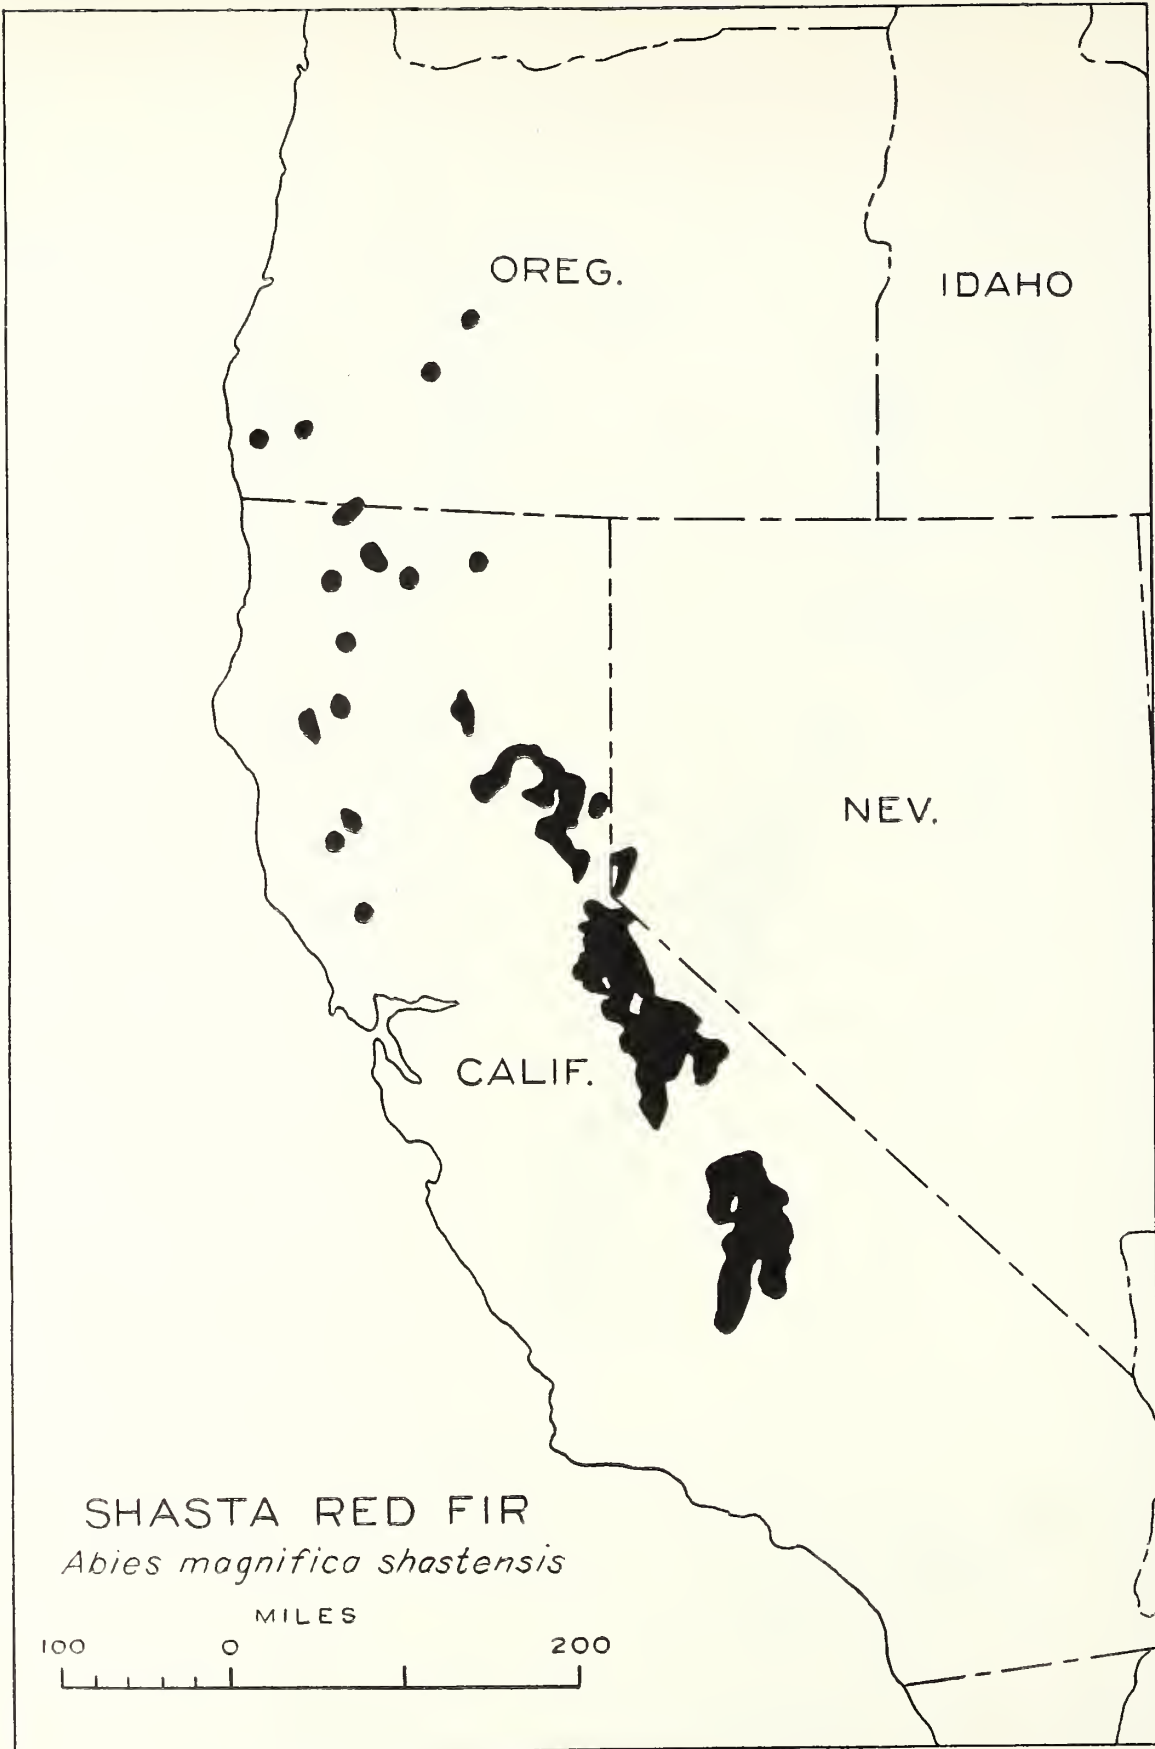 OREG.
IDAHO
NEV.
CALIF.
SHASTA RED FIR
Abies magnifica shastensis
MILES
100 0 200